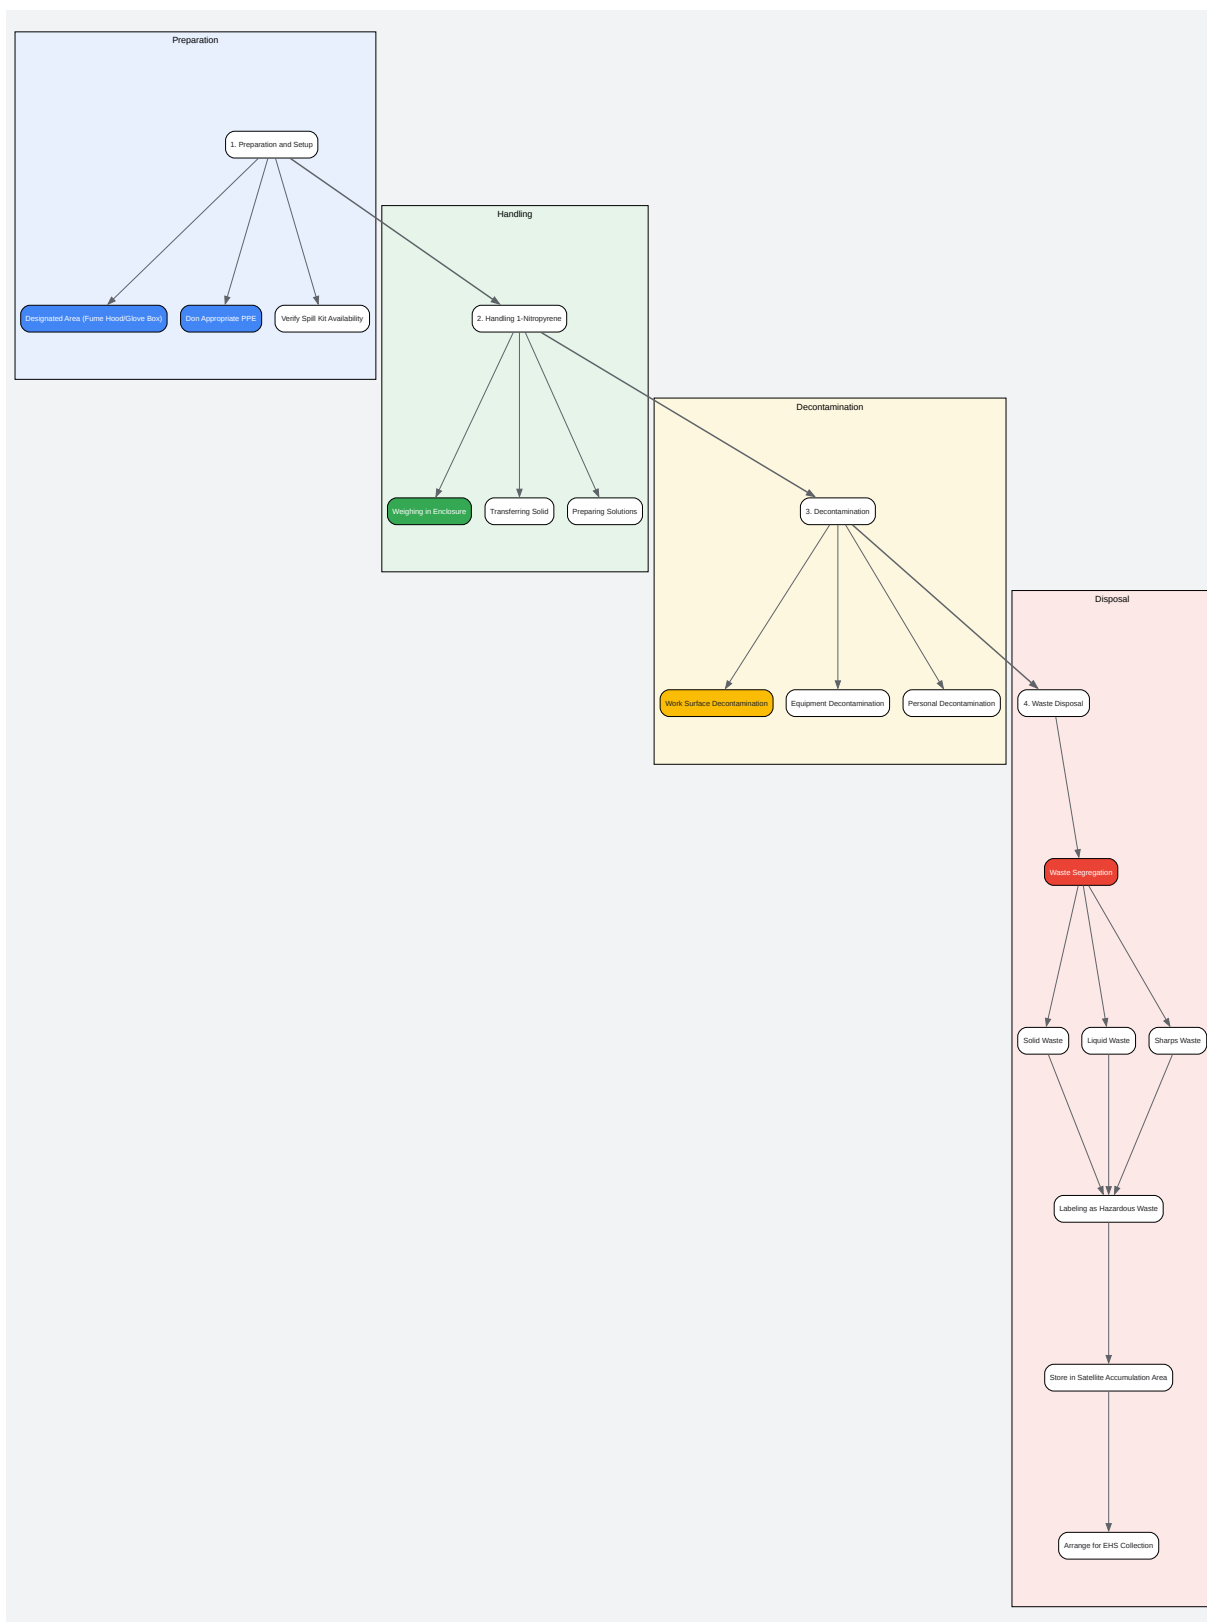 Preparation
1. Preparation and Setup
Designated Area (Fume Hood/Glove Box)
Don Appropriate PPE
Verify Spill Kit Availability
Handling
2. Handling 1-Nitropyrene
Weighing in Enclosure
Transferring Solid
Preparing Solutions
Decontamination
3. Decontamination
Work Surface Decontamination
Equipment Decontamination
Personal Decontamination
Disposal
4. Waste Disposal
Waste Segregation
Solid Waste
Liquid Waste
Sharps Waste
Labeling as Hazardous Waste
Store in Satellite Accumulation Area
Arrange for EHS Collection